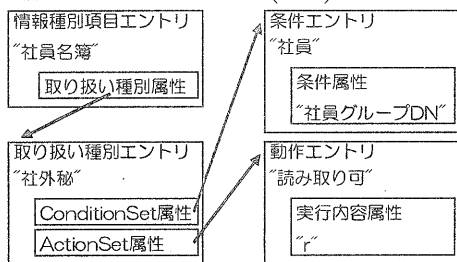 情報種別項目エントリ
"社員名簿"
取り扱い種別属性
条件エントリ
"社員"
条件属性
"社員グループDN"
取り扱い種別エントリ
"社外秘"
ConditionSet属性
ActionSet属性
動作エントリ
"読み取り可"
実行内容属性
"r"